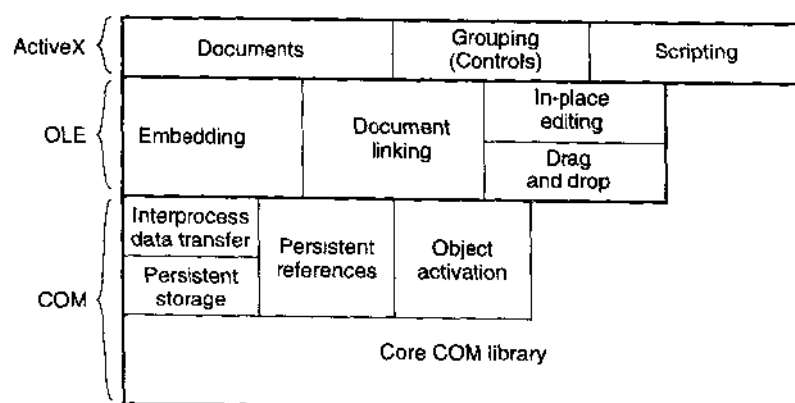 ActiveX
Documents
Grouping
(Controls)
Scripting
OLE
Embedding
Document
linking
In-place
editing
Drag
and drop
COM
Interprocess
data transfer
Persistent
storage
Persistent
references
Object
activation
Core COM library